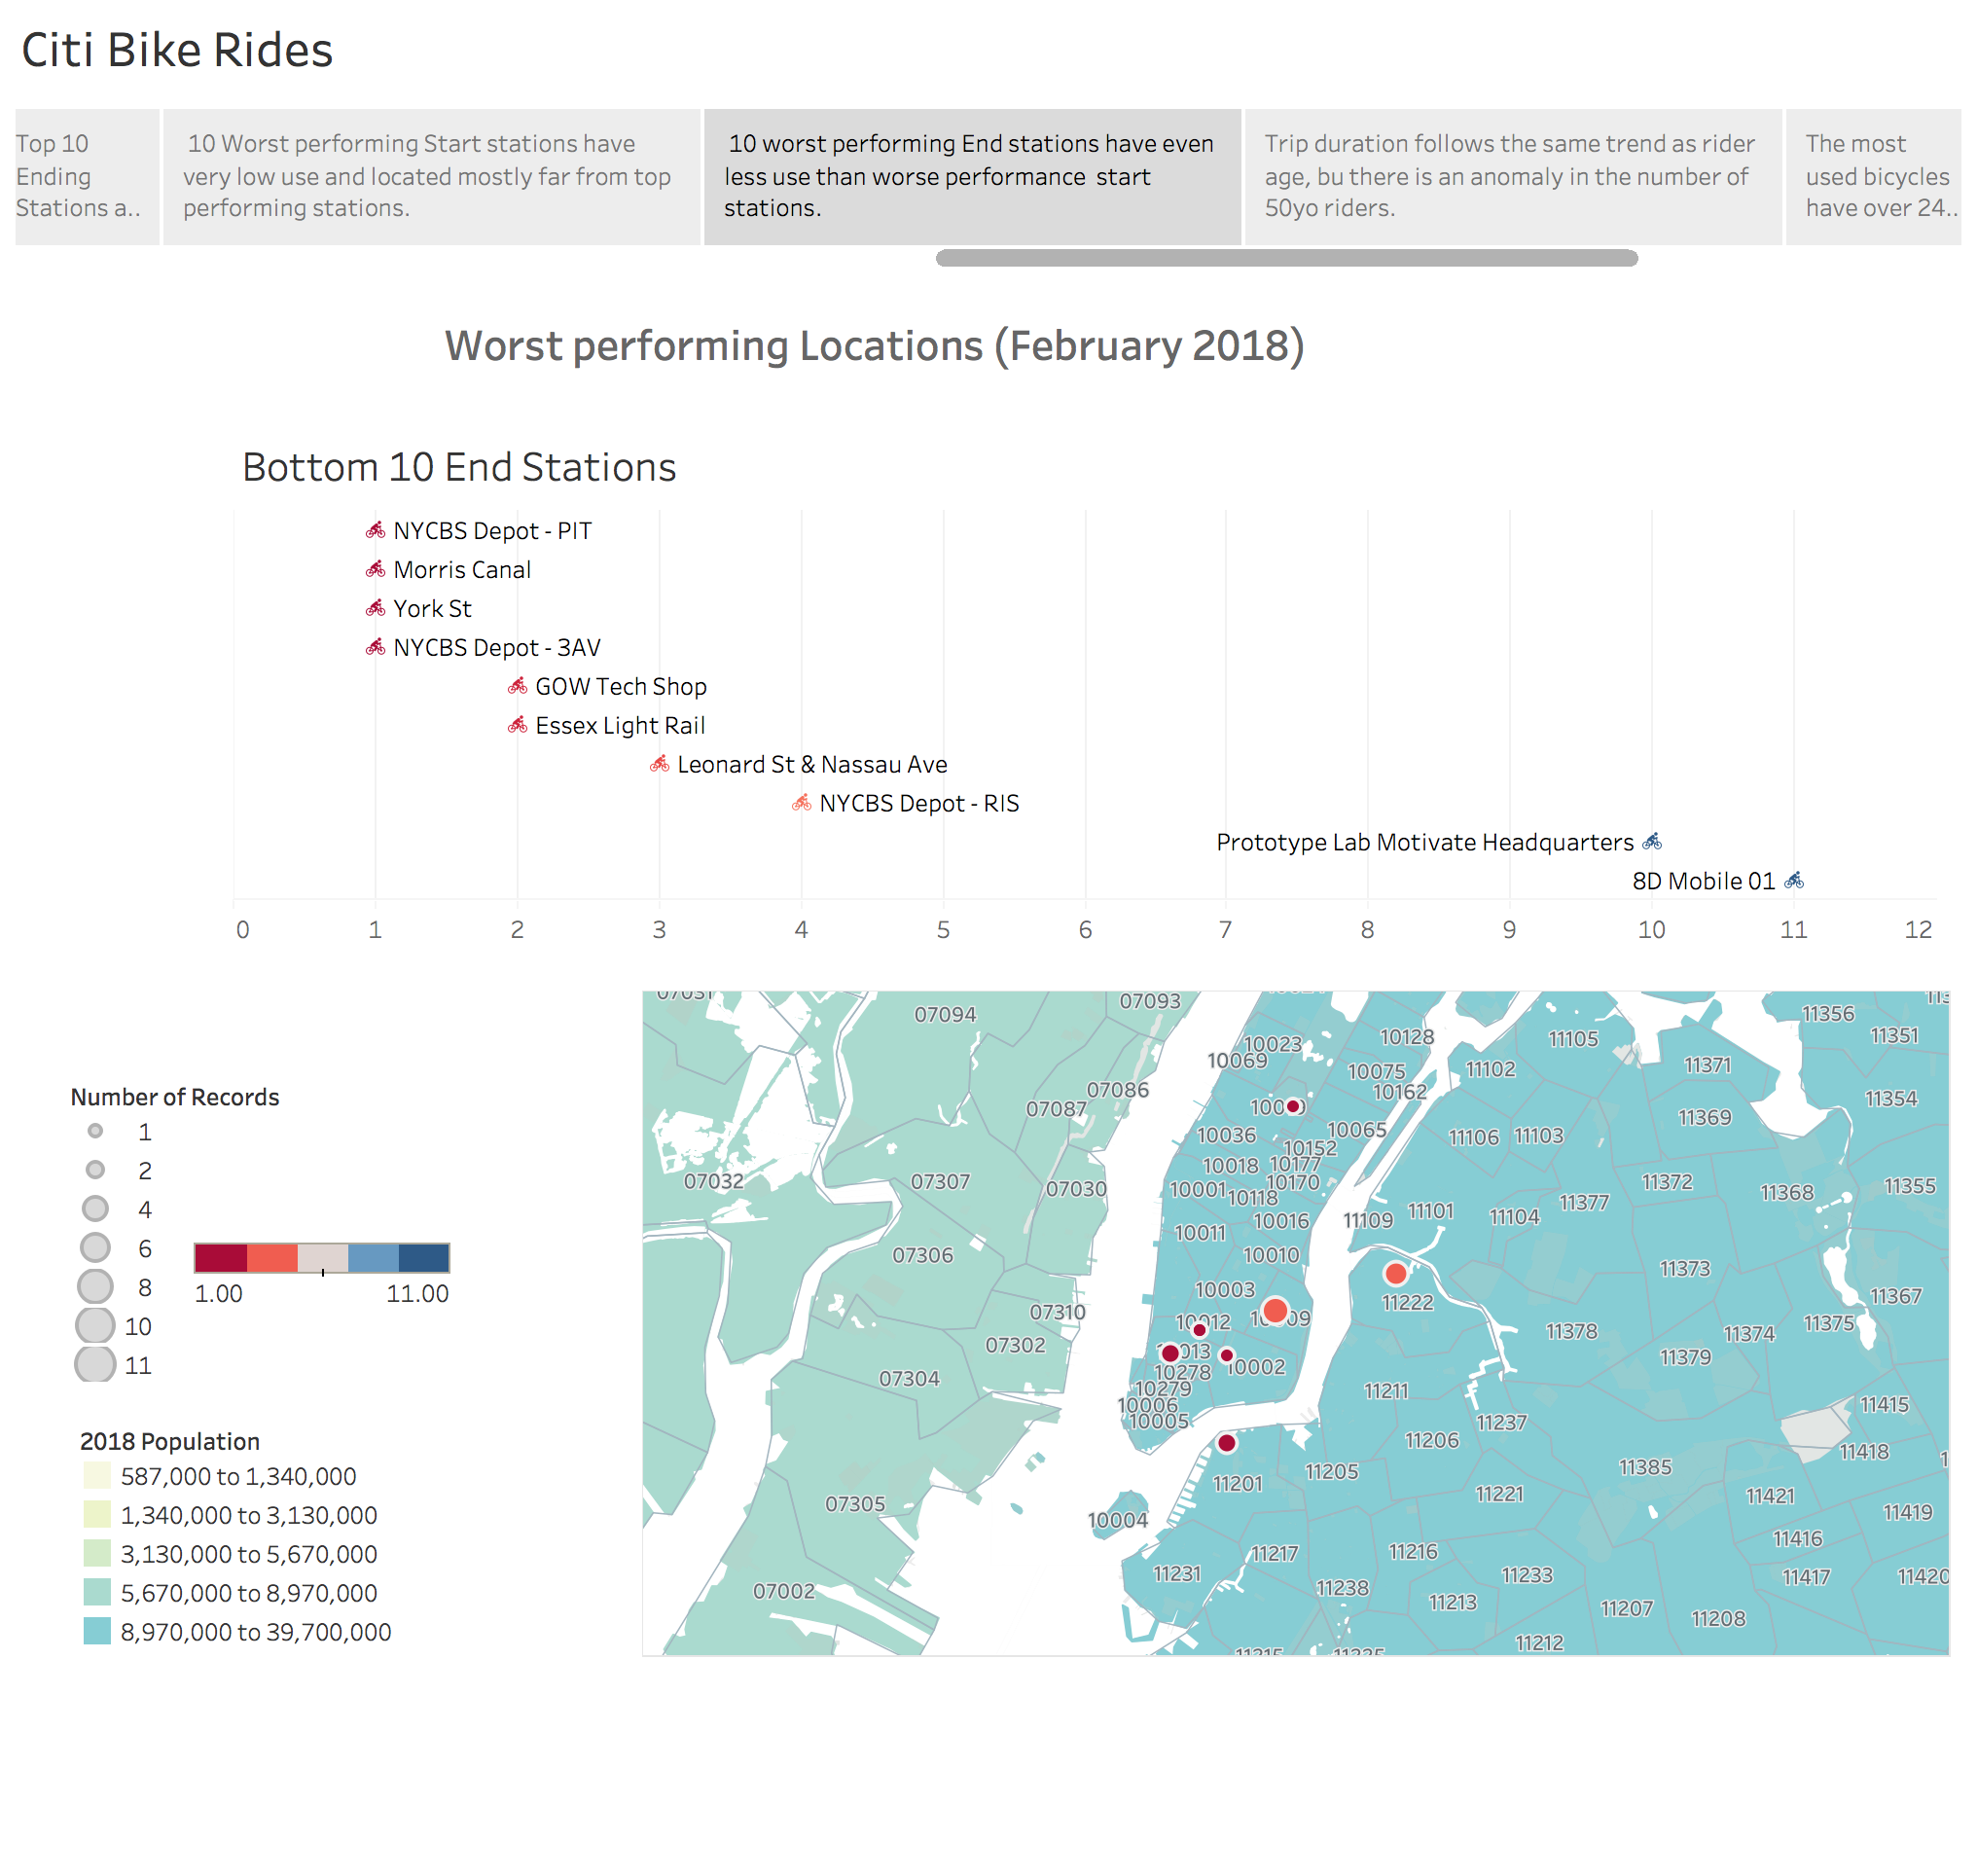 Citi Bike Rides
Top 10
Ending
Stations a..
10 Worst performing Start stations have
very low use and located mostly far from top
performing stations.
10 worst performing End stations have even
less use than worse performance  start
stations.
Trip duration follows the same trend as rider
age, bu there is an anomaly in the number of
50yo riders.
The most
used bicycles
have over 24..
Worst performing Locations (February 2018)
Bottom 10 End Stations
NYCBS Depot - PIT
Morris Canal
York St
NYCBS Depot - 3AV
GOW Tech Shop
Essex Light Rail
Leonard St & Nassau Ave
NYCBS Depot - RIS
Prototype Lab Motivate Headquarters
8D Mobile 01
0 1 2 3 4 5 6 7 8 9 10 11 12
Number of Records
1
2
4
6
8
10
11
1.00 11.00
2018 Population
587,000 to 1,340,000
1,340,000 to 3,130,000
3,130,000 to 5,670,000
5,670,000 to 8,970,000
8,970,000 to 39,700,000
07031
07094
07093
07086
07087
07032
07307
07030
07306
07310
07302
07304
07305
07002
10023
10069
10128
10075
10162
10036
10065
10152
10018
10177
10170
10001
10118
10011
10016
10010
10003
10002
10278
10279
10006
10005
10004
11105
11102
11371
11356
11351
11369
11354
11106
11103
11372
11368
11355
11377
11101
11109
11104
11373
11222
11367
11378
11374
11375
11379
11211
11415
11237
11206
11418
11205
11385
11201
11221
11421
11419
11416
11217
11216
11231
11238
11233
11417
11420
11213
11207
11208
11212